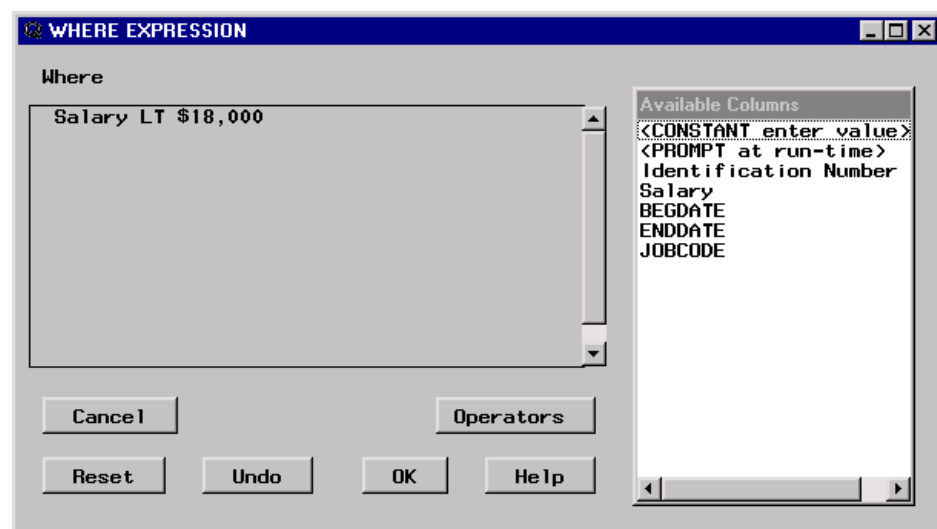 WHERE EXPRESSION
Where
Salary LT $18,000
Available Columns
<CONSTANT enter value>
<PROMPT at run-time>
Identification Number
Salary
BEGDATE
ENDDATE
JOBCODE
Cancel
Operators
Reset
Undo
OK
Help